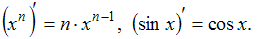 (xⁿ)′ = n·xⁿ⁻¹, (sin x)′ = cos x.